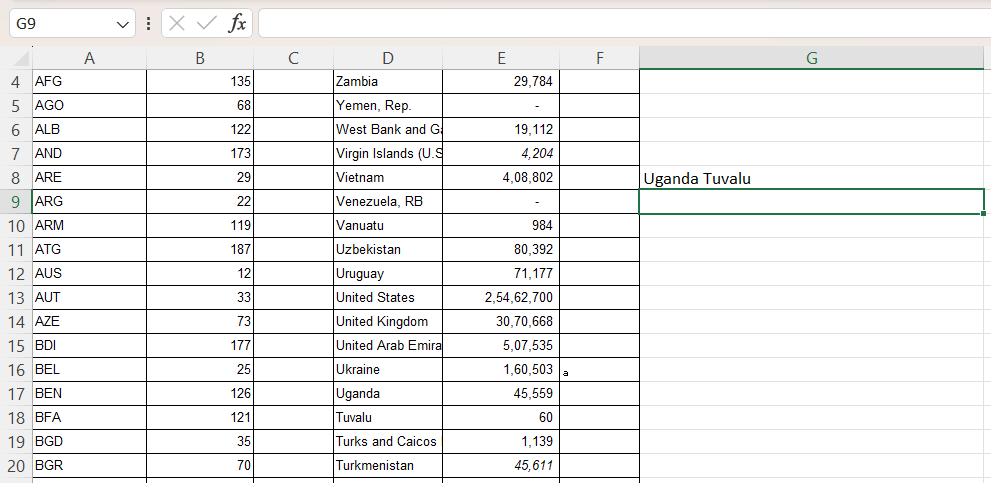 G9 fx
A B C D E F G
4 AFG 135 Zambia 29,784
5 AGO 68 Yemen, Rep. -
6 ALB 122 West Bank and Ga 19,112
7 AND 173 Virgin Islands (U.S 4,204
8 ARE 29 Vietnam 4,08,802 Uganda Tuvalu
9 ARG 22 Venezuela, RB -
10 ARM 119 Vanuatu 984
11 ATG 187 Uzbekistan 80,392
12 AUS 12 Uruguay 71,177
13 AUT 33 United States 2,54,62,700
14 AZE 73 United Kingdom 30,70,668
15 BDI 177 United Arab Emira 5,07,535
16 BEL 25 Ukraine 1,60,503 a
17 BEN 126 Uganda 45,559
18 BFA 121 Tuvalu 60
19 BGD 35 Turks and Caicos 1,139
20 BGR 70 Turkmenistan 45,611